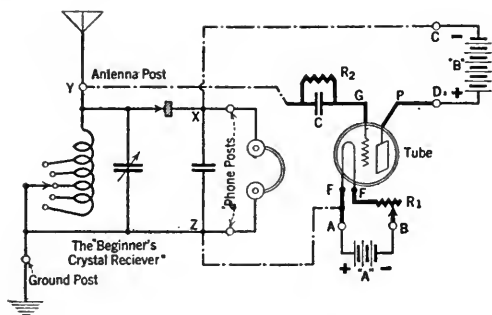 C
-
"B"
Y
Antenna Post
R2
G
P
D
+
C
X
"Phone Posts
Tube
F
F
R1
Z
A
B
The "Beginner's
Crystal Reciever"
+
"A"
-
Ground Post